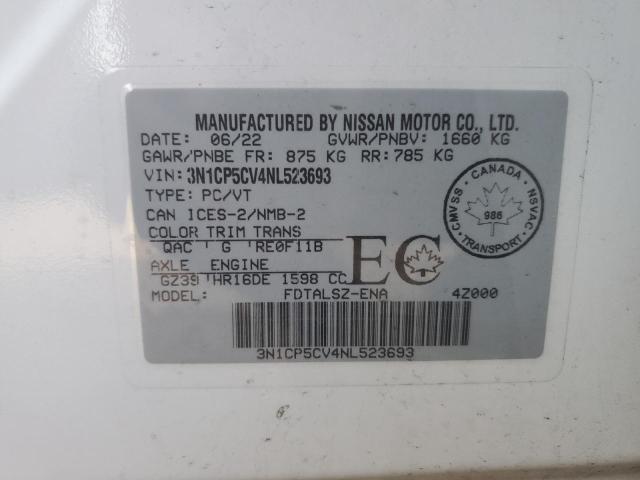 MANUFACTURED BY NISSAN MOTOR CO., LTD.
DATE: 06/22 GVWR/PNBV: 1660 KG
GAWR/PNBE FR: 875 KG RR: 785 KG
VIN: 3N1CP5CV4NL523693
TYPE: PC/VT
CAN ICES-2/NMB-2
COLOR TRIM TRANS
QAC ' G ' RE0F11B
AXLE ENGINE
GZ39 ' HR16DE 1598 CC
MODEL: FDTALSZ-ENA 4Z000
EC
CANADA
CMVSS
NSVAC
986
TRANSPORT
3N1CP5CV4NL523693